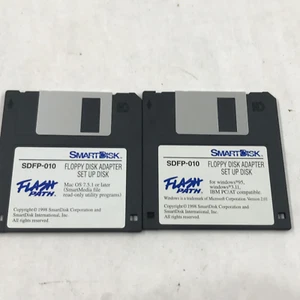 SMARTDISK
SDFP-010
FLOPPY DISK ADAPTER
SET UP DISK
FLASH
PATH
Mac OS 7.5.1 or later
(SmartMedia file
read-only utility programs)
Copyright©1998 SmartDisk Corporation and
SmartDisk International, Inc.
All rights reserved.
SMARTDISK
SDFP-010
FLOPPY DISK ADAPTER
SET UP DISK
FLASH
PATH
for windows®95,
windows®3.1,
IBM PC/AT compatible.
Windows is a trademark of Microsoft Corporation
Copyright©1998 SmartDisk Corporation and
SmartDisk International, Inc.
All rights reserved.